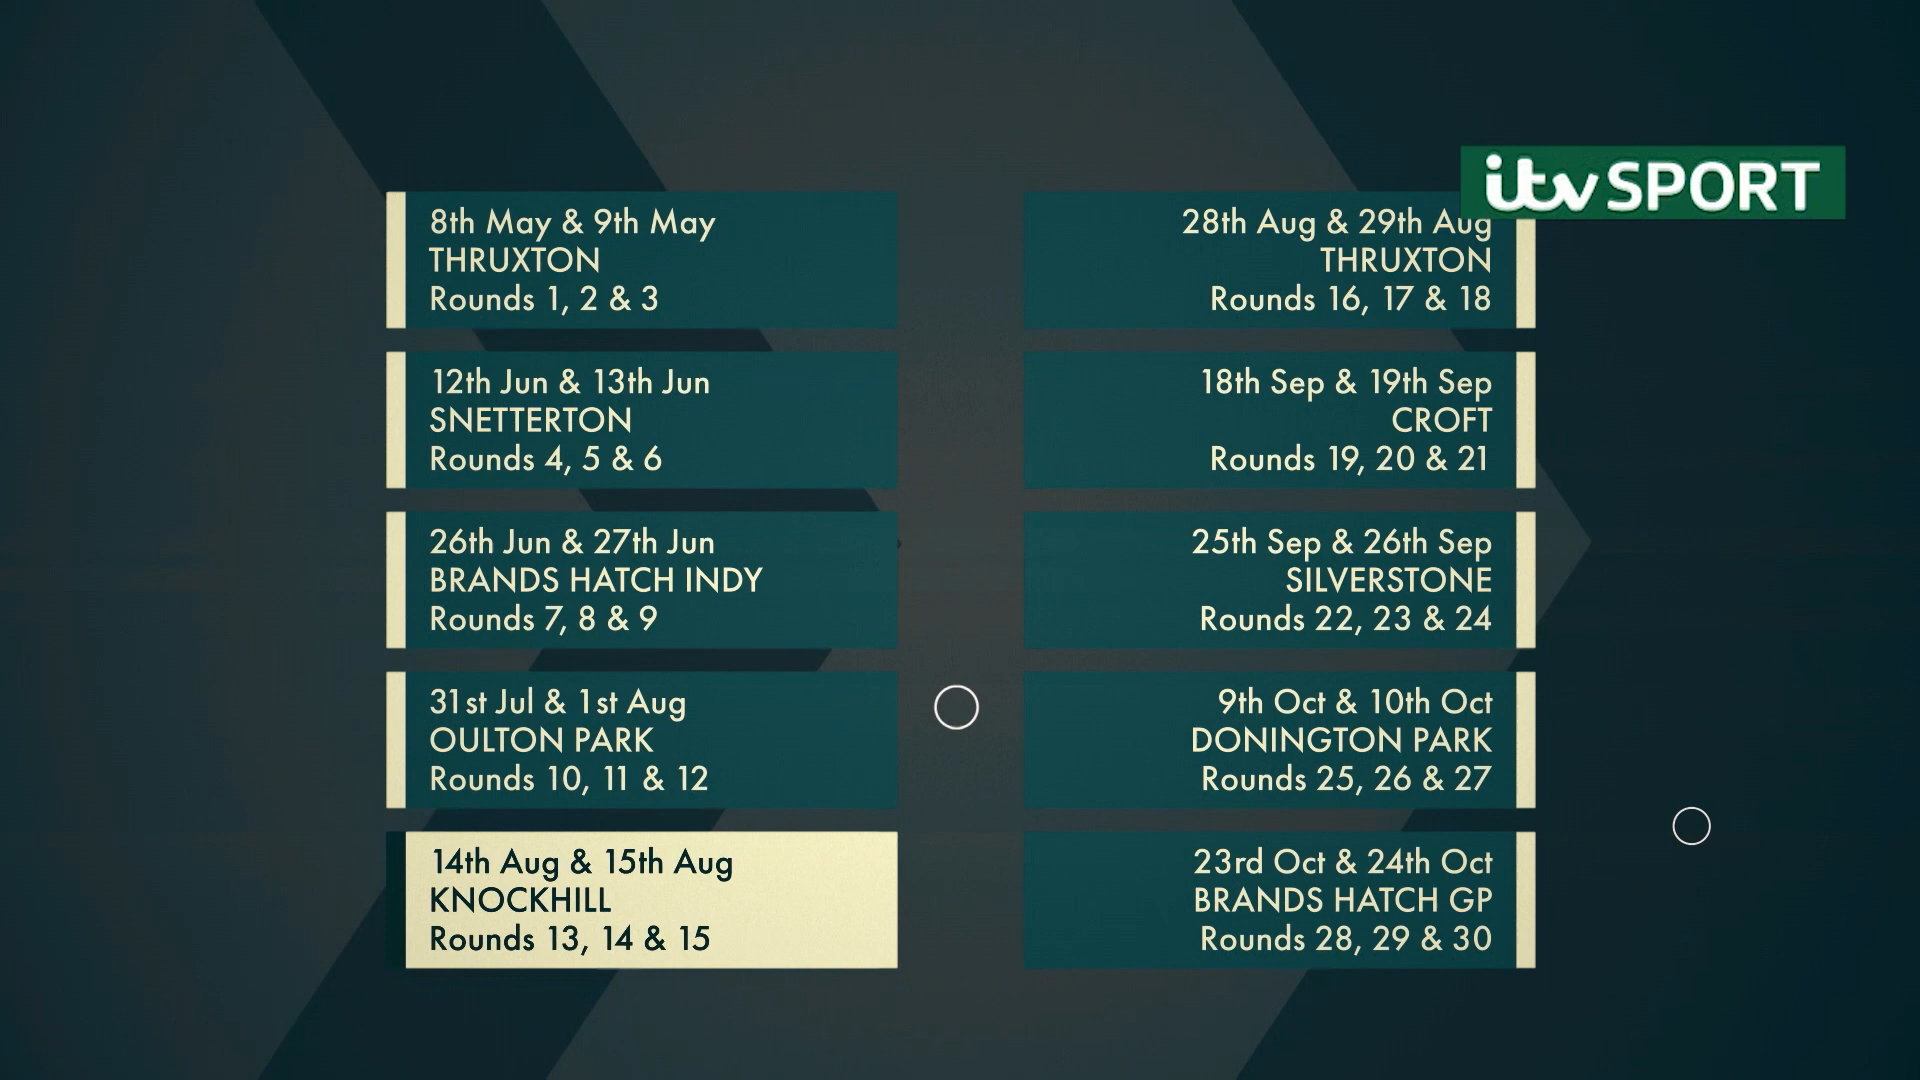 itv SPORT
8th May & 9th May
THRUXTON
Rounds 1, 2 & 3
12th Jun & 13th Jun
SNETTERTON
Rounds 4, 5 & 6
26th Jun & 27th Jun
BRANDS HATCH INDY
Rounds 7, 8 & 9
31st Jul & 1st Aug
OULTON PARK
Rounds 10, 11 & 12
14th Aug & 15th Aug
KNOCKHILL
Rounds 13, 14 & 15
28th Aug & 29th Aug
THRUXTON
Rounds 16, 17 & 18
18th Sep & 19th Sep
CROFT
Rounds 19, 20 & 21
25th Sep & 26th Sep
SILVERSTONE
Rounds 22, 23 & 24
9th Oct & 10th Oct
DONINGTON PARK
Rounds 25, 26 & 27
23rd Oct & 24th Oct
BRANDS HATCH GP
Rounds 28, 29 & 30